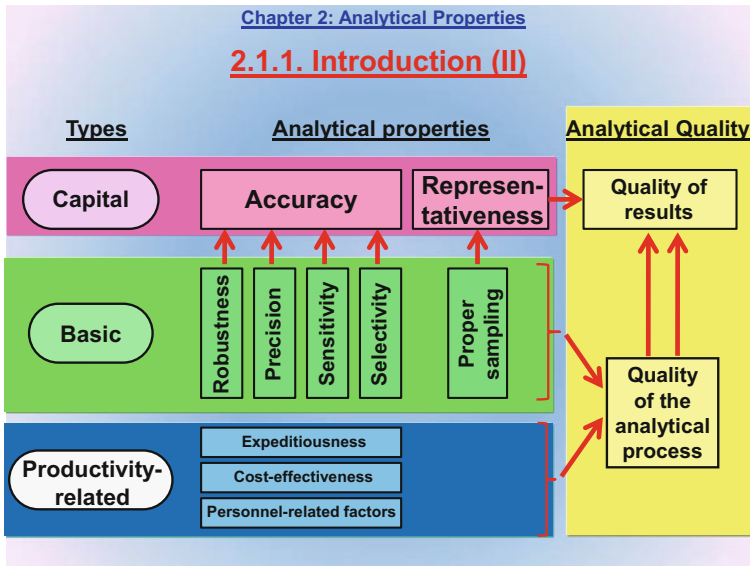 Chapter 2: Analytical Properties
2.1.1. Introduction (II)
Types
Analytical properties
Analytical Quality
Capital
Accuracy
Represen-
tativeness
Quality of
results
Basic
Robustness
Precision
Sensitivity
Selectivity
Proper
sampling
Quality
of the
analytical
process
Productivity-
related
Expeditiousness
Cost-effectiveness
Personnel-related factors